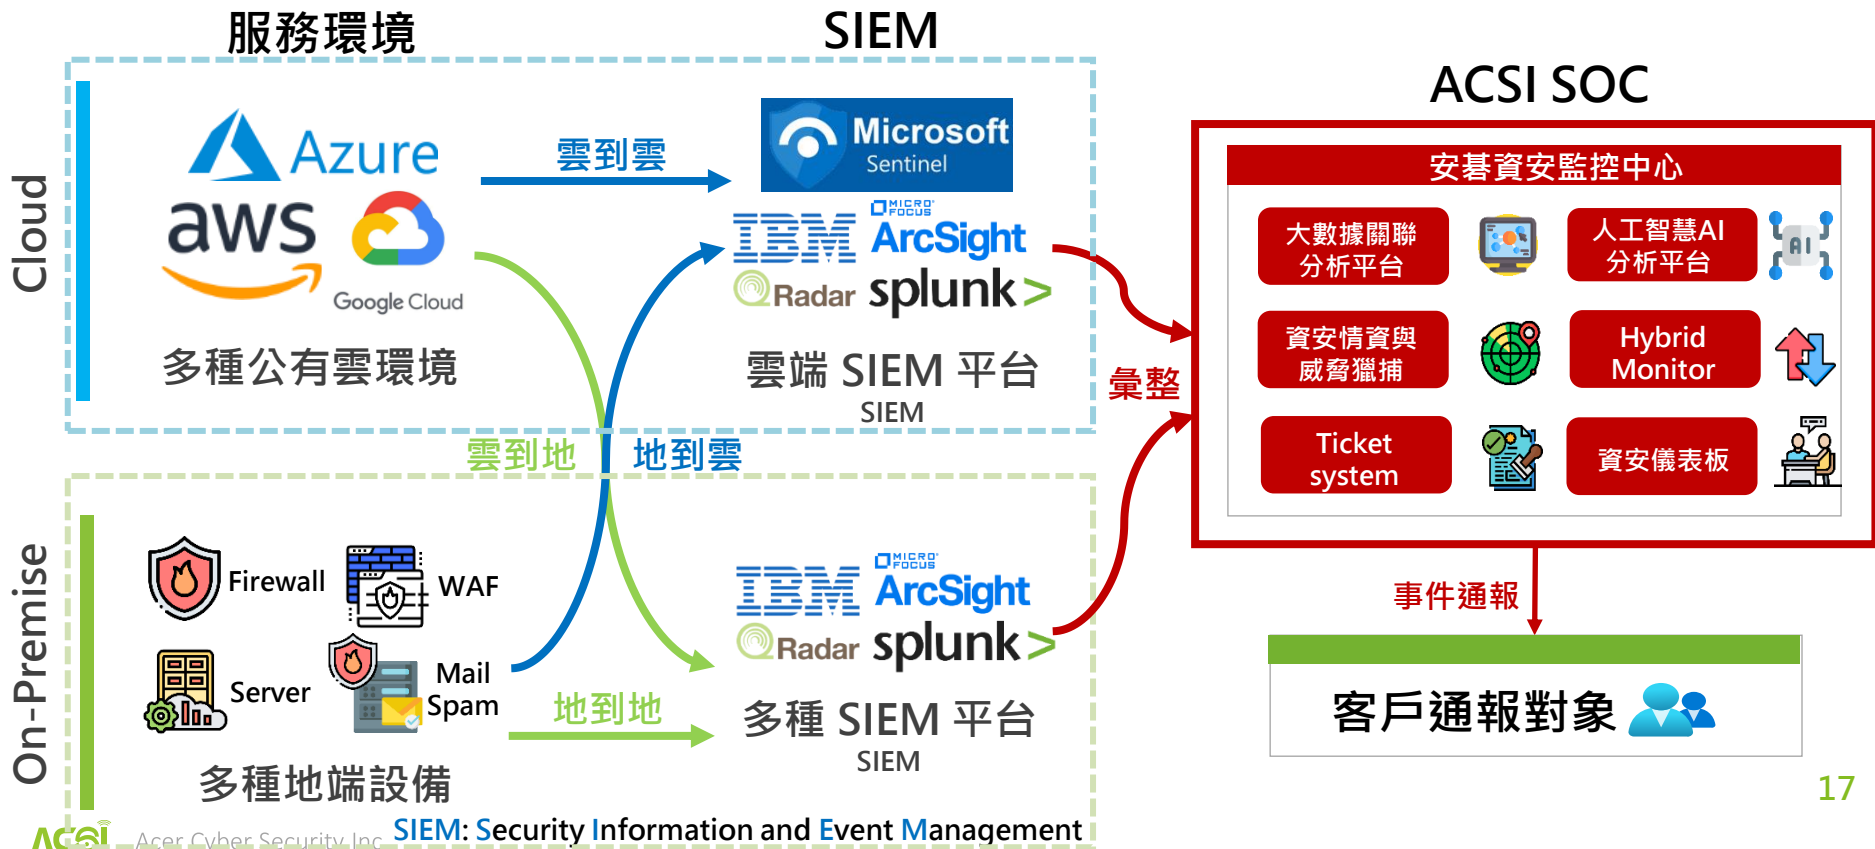 服務環境
SIEM
Cloud
Azure
aws
Google Cloud
多種公有雲環境
雲到雲
Microsoft
Sentinel
IBM
QRadar
MICRO
FOCUS
ArcSight
splunk>
雲端 SIEM 平台
SIEM
雲到地
地到雲
On-Premise
Firewall
WAF
Server
Mail
Spam
多種地端設備
地到地
IBM
QRadar
MICRO
FOCUS
ArcSight
splunk>
多種 SIEM 平台
SIEM
彙整
ACSI SOC
安碁資安監控中心
大數據關聯
分析平台
人工智慧AI
分析平台
AI
資安情資與
威脅獵捕
Hybrid
Monitor
Ticket
system
資安儀表板
事件通報
客戶通報對象
ACSI
Acer Cyber Security Inc
SIEM: Security Information and Event Management
17